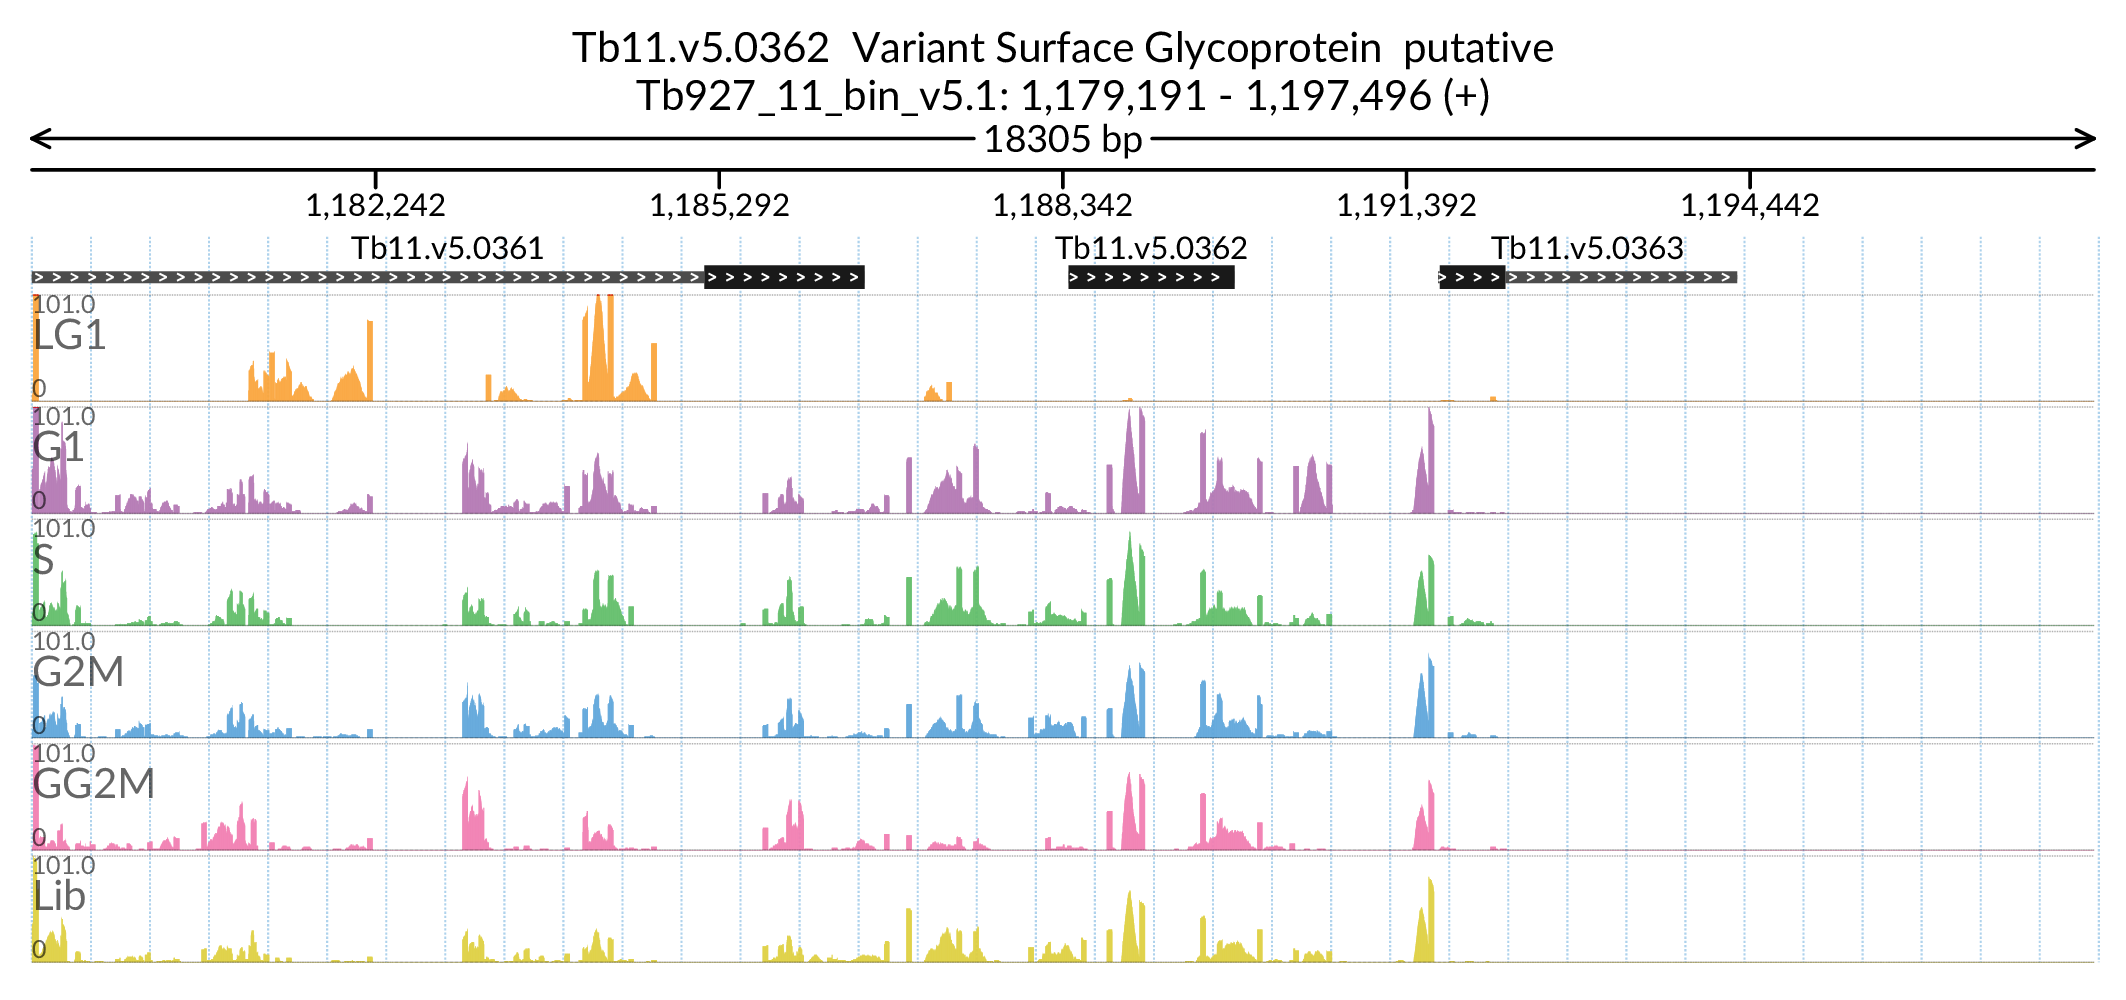 Tb11.v5.0362 Variant Surface Glycoprotein putative
Tb927_11_bin_v5.1: 1,179,191 - 1,197,496 (+)
18305 bp
1,182,242 1,185,292 1,188,342 1,191,392 1,194,442
Tb11.v5.0361 Tb11.v5.0362 Tb11.v5.0363
101.0
LG1
0
101.0
G1
0
101.0
S
0
101.0
G2M
0
101.0
GG2M
0
101.0
Lib
0